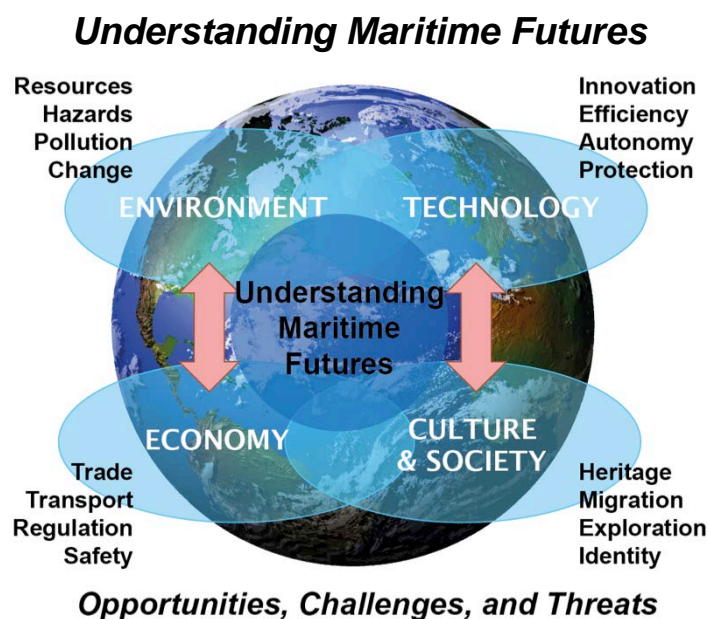 Understanding Maritime Futures
Resources
Hazards
Pollution
Change
Innovation
Efficiency
Autonomy
Protection
ENVIRONMENT
TECHNOLOGY
Understanding
Maritime
Futures
ECONOMY
CULTURE
& SOCIETY
Trade
Transport
Regulation
Safety
Heritage
Migration
Exploration
Identity
Opportunities, Challenges, and Threats